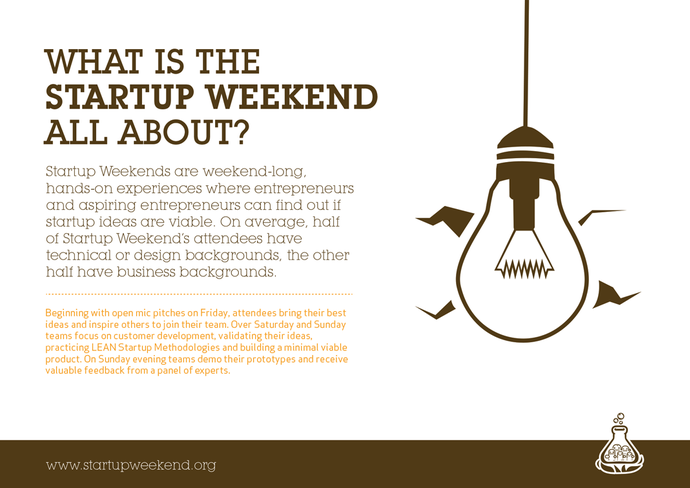 WHAT IS THE
STARTUP WEEKEND
ALL ABOUT?
Startup Weekends are weekend-long,
hands-on experiences where entrepreneurs
and aspiring entrepreneurs can find out if
startup ideas are viable. On average, half
of Startup Weekend's attendees have
technical or design backgrounds, the other
half have business backgrounds.
Beginning with open mic pitches on Friday, attendees bring their best
ideas and inspire others to join their team. Over Saturday and Sunday
teams focus on customer development, validating their ideas,
practicing LEAN Startup Methodologies and building a minimal viable
product. On Sunday evening teams demo their prototypes and receive
valuable feedback from a panel of experts.
www.startupweekend.org